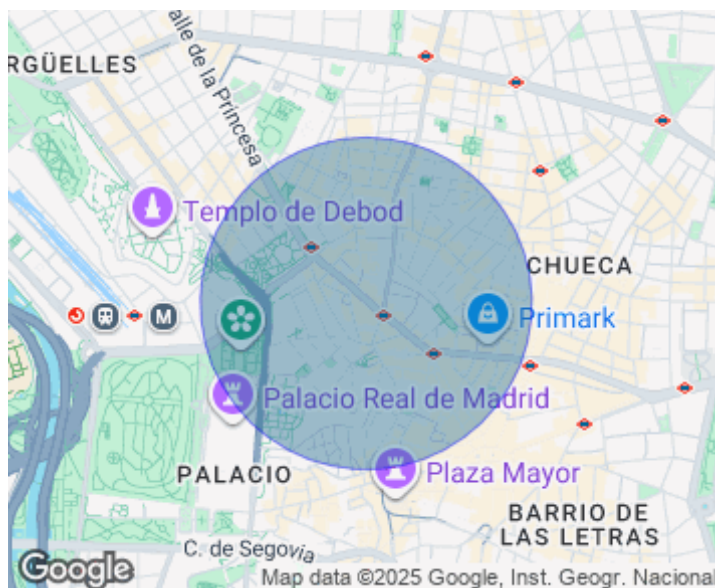 RGÜELLES
alle de la Princesa
Templo de Debod
CHUECA
Primark
M
Palacio Real de Madrid
PALACIO
Plaza Mayor
BARRIO DE
LAS LETRAS
C. de Segovia
Google
Map data ©2025 Google, Inst. Geogr. Nacional